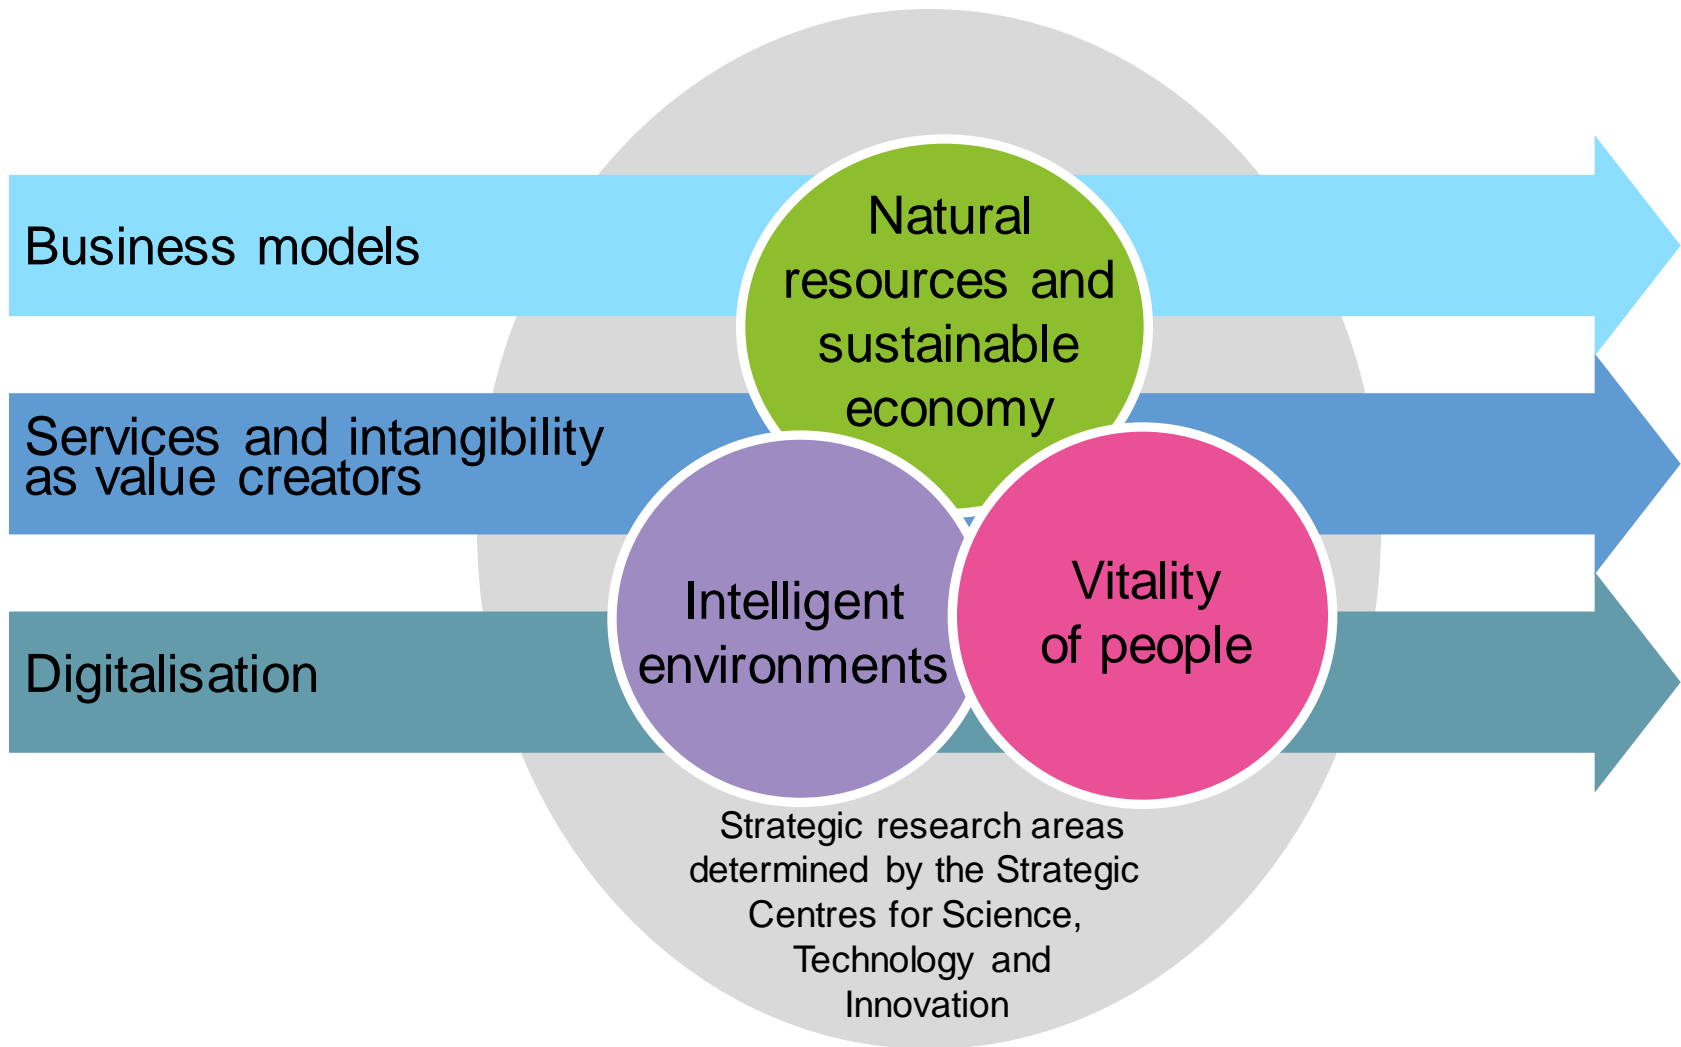 Business models
Natural
resources and
sustainable
economy
Services and intangibility
as value creators
Intelligent
environments
Vitality
of people
Digitalisation
Strategic research areas
determined by the Strategic
Centres for Science,
Technology and
Innovation